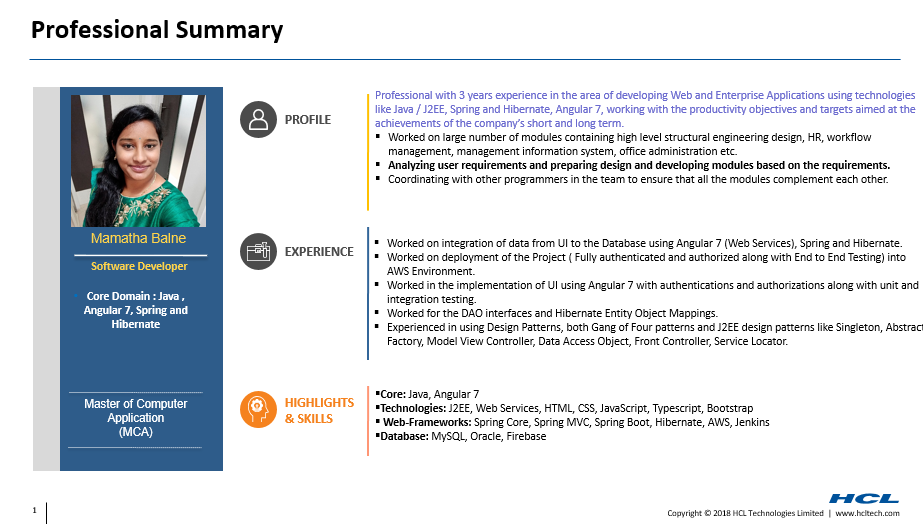 Professional Summary
Mamatha Balne
Software Developer
Core Domain : Java ,
Angular 7, Spring and
Hibernate
Master of Computer
Application
(MCA)
PROFILE
Professional with 3 years experience in the area of developing Web and Enterprise Applications using technologies
like Java / J2EE, Spring and Hibernate, Angular 7, working with the productivity objectives and targets aimed at the
achievements of the company's short and long term.
▪ Worked on large number of modules containing high level structural engineering design, HR, workflow
management, management information system, office administration etc.
▪ Analyzing user requirements and preparing design and developing modules based on the requirements.
▪ Coordinating with other programmers in the team to ensure that all the modules complement each other.
EXPERIENCE
▪ Worked on integration of data from UI to the Database using Angular 7 (Web Services), Spring and Hibernate.
▪ Worked on deployment of the Project ( Fully authenticated and authorized along with End to End Testing) into
AWS Environment.
▪ Worked in the implementation of UI using Angular 7 with authentications and authorizations along with unit and
integration testing.
▪ Worked for the DAO interfaces and Hibernate Entity Object Mappings.
▪ Experienced in using Design Patterns, both Gang of Four patterns and J2EE design patterns like Singleton, Abstract
Factory, Model View Controller, Data Access Object, Front Controller, Service Locator.
HIGHLIGHTS
& SKILLS
▪Core: Java, Angular 7
▪Technologies: J2EE, Web Services, HTML, CSS, JavaScript, Typescript, Bootstrap
▪ Web-Frameworks: Spring Core, Spring MVC, Spring Boot, Hibernate, AWS, Jenkins
▪Database: MySQL, Oracle, Firebase
1
HCL
Copyright © 2018 HCL Technologies Limited | www.hcltech.com